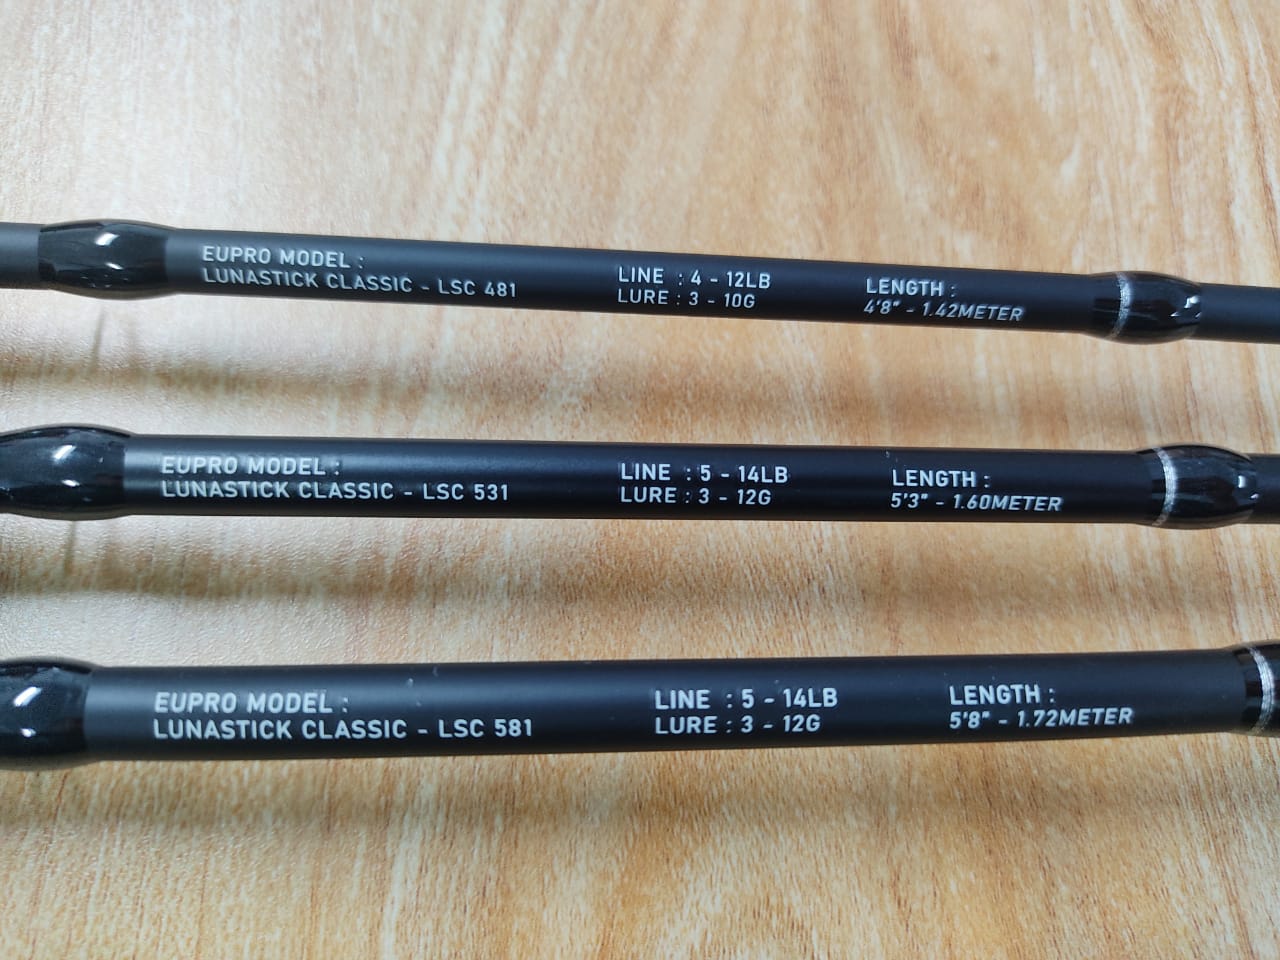 EUPRO MODEL :
LUNASTICK CLASSIC - LSC 481
LINE : 4 - 12LB
LURE : 3 - 10G
LENGTH :
4'8" - 1.42METER
EUPRO MODEL :
LUNASTICK CLASSIC - LSC 531
LINE : 5 - 14LB
LURE : 3 - 12G
LENGTH :
5'3" - 1.60METER
EUPRO MODEL :
LUNASTICK CLASSIC - LSC 581
LINE : 5 - 14LB
LURE : 3 - 12G
LENGTH :
5'8" - 1.72METER